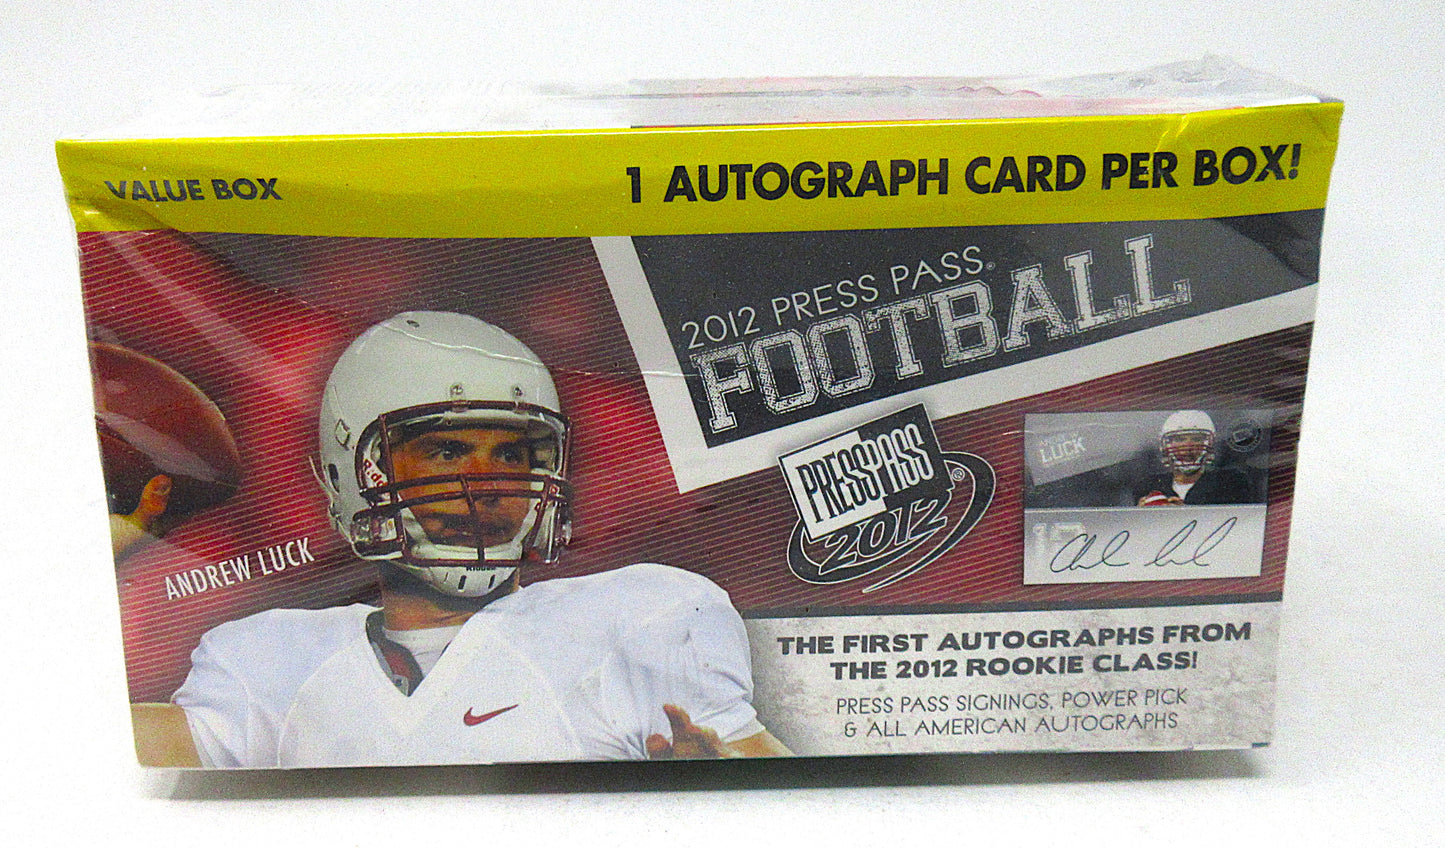 VALUE BOX
1 AUTOGRAPH CARD PER BOX!
2012 PRESS PASS®
FOOTBALL
PRESS PASS
2012 ®
LUCK
Riddell
ANDREW LUCK
THE FIRST AUTOGRAPHS FROM
THE 2012 ROOKIE CLASS!
PRESS PASS SIGNINGS, POWER PICK
& ALL AMERICAN AUTOGRAPHS